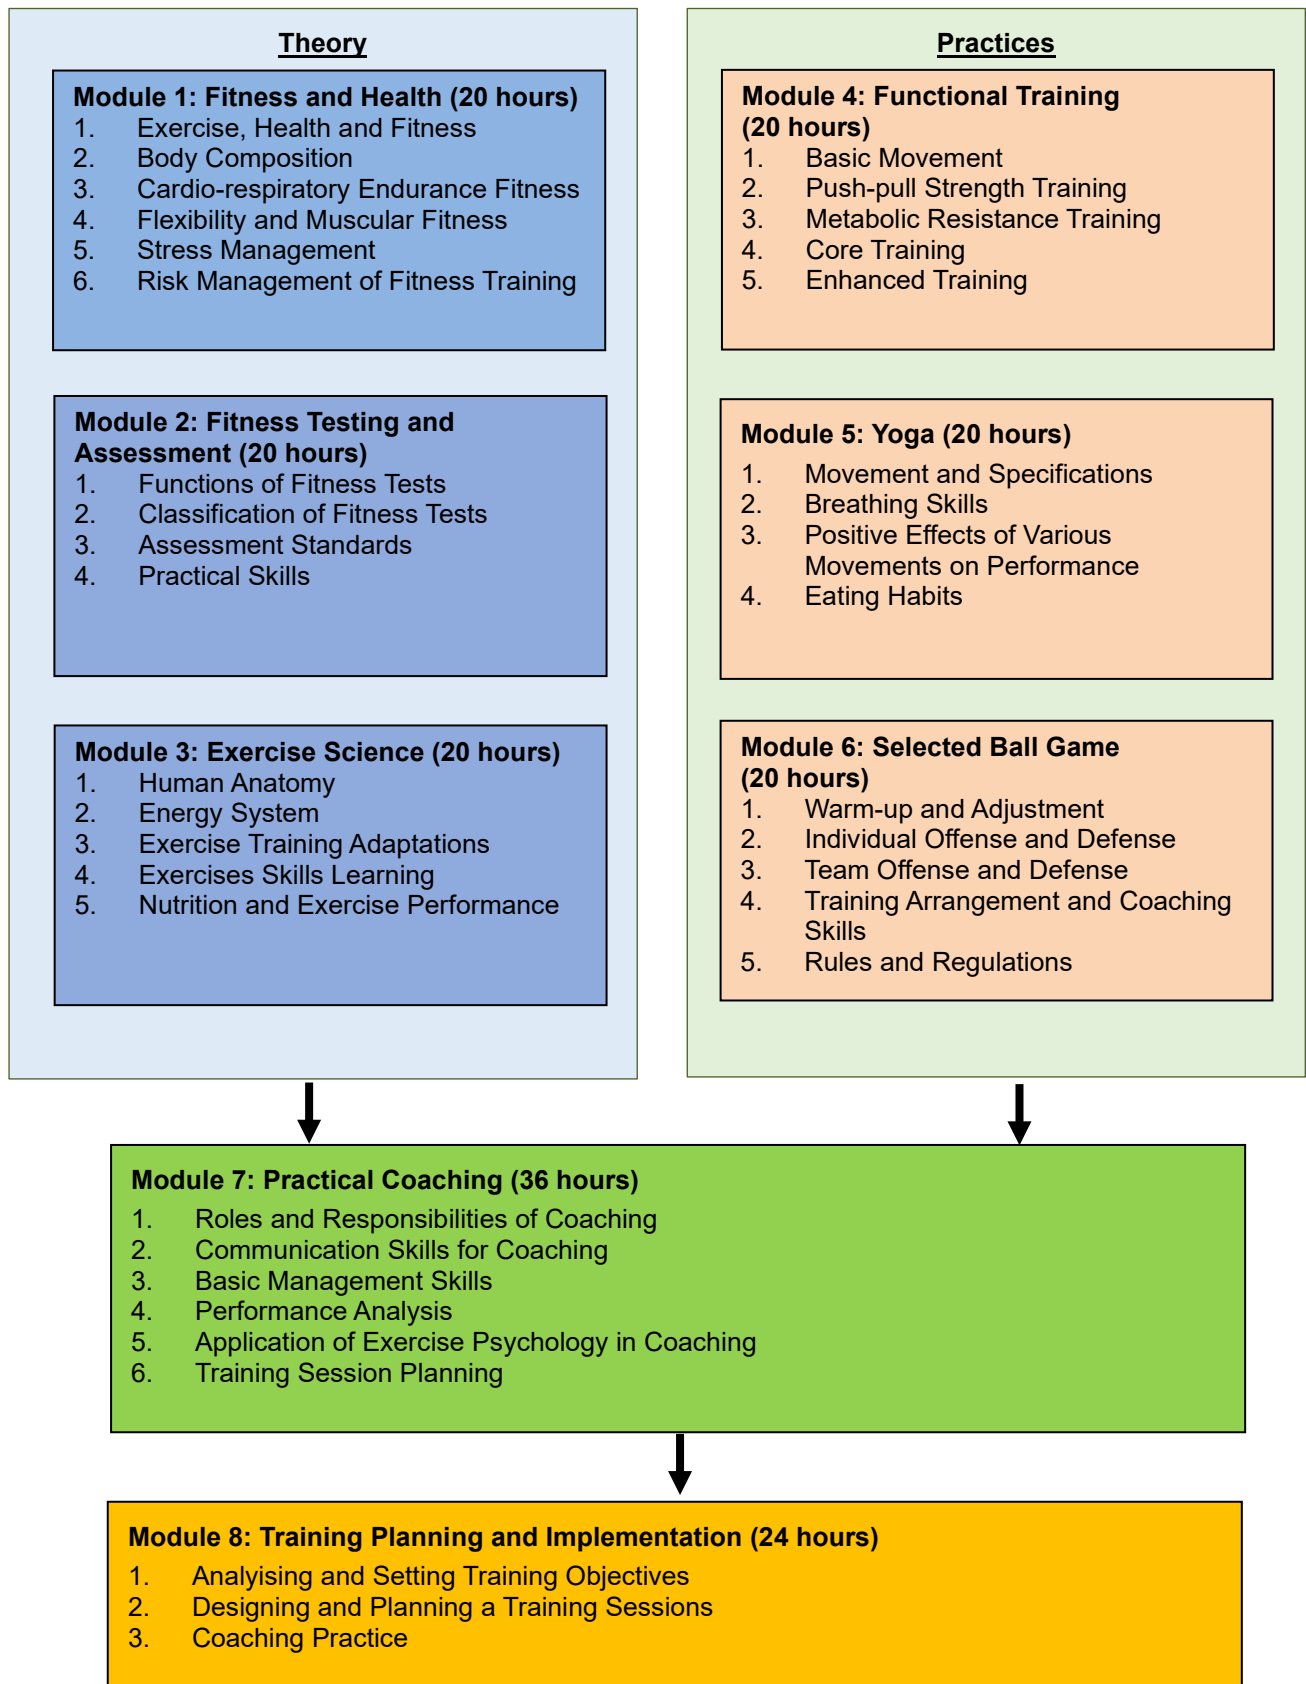 Theory
Module 1: Fitness and Health (20 hours)
1. Exercise, Health and Fitness
2. Body Composition
3. Cardio-respiratory Endurance Fitness
4. Flexibility and Muscular Fitness
5. Stress Management
6. Risk Management of Fitness Training
Module 2: Fitness Testing and
Assessment (20 hours)
1. Functions of Fitness Tests
2. Classification of Fitness Tests
3. Assessment Standards
4. Practical Skills
Module 3: Exercise Science (20 hours)
1. Human Anatomy
2. Energy System
3. Exercise Training Adaptations
4. Exercises Skills Learning
5. Nutrition and Exercise Performance
Practices
Module 4: Functional Training
(20 hours)
1. Basic Movement
2. Push-pull Strength Training
3. Metabolic Resistance Training
4. Core Training
5. Enhanced Training
Module 5: Yoga (20 hours)
1. Movement and Specifications
2. Breathing Skills
3. Positive Effects of Various
Movements on Performance
4. Eating Habits
Module 6: Selected Ball Game
(20 hours)
1. Warm-up and Adjustment
2. Individual Offense and Defense
3. Team Offense and Defense
4. Training Arrangement and Coaching
Skills
5. Rules and Regulations
Module 7: Practical Coaching (36 hours)
1. Roles and Responsibilities of Coaching
2. Communication Skills for Coaching
3. Basic Management Skills
4. Performance Analysis
5. Application of Exercise Psychology in Coaching
6. Training Session Planning
Module 8: Training Planning and Implementation (24 hours)
1. Analyising and Setting Training Objectives
2. Designing and Planning a Training Sessions
3. Coaching Practice